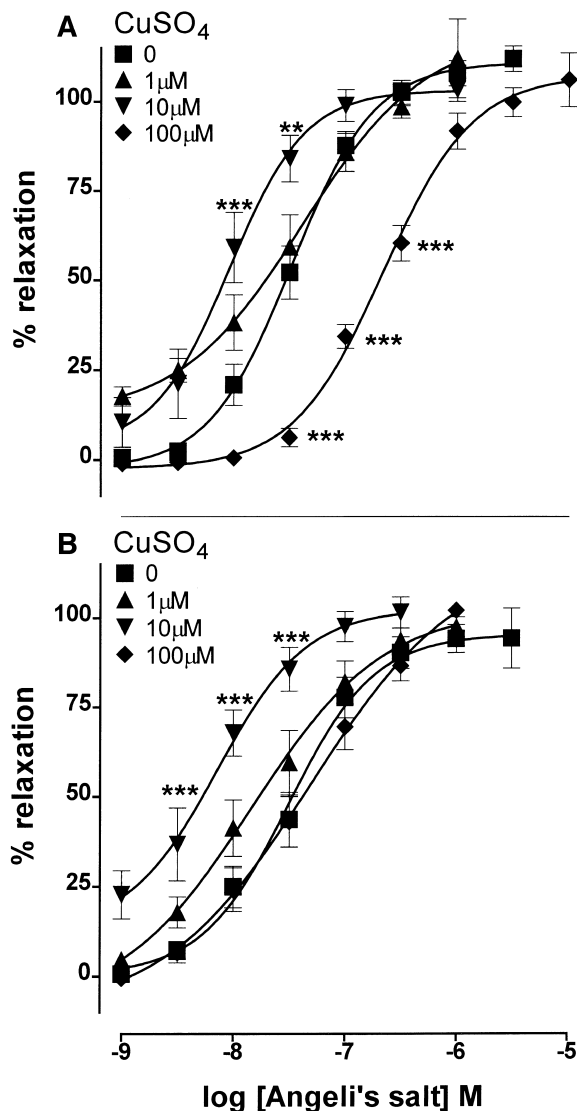 A
CuSO4
0
1μM
10μM
100μM
100
75
50
25
0
% relaxation
***
**
***
***
***
B
CuSO4
0
1μM
10μM
100μM
100
75
50
25
0
% relaxation
***
***
***
-9 -8 -7 -6 -5
log [Angeli's salt] M